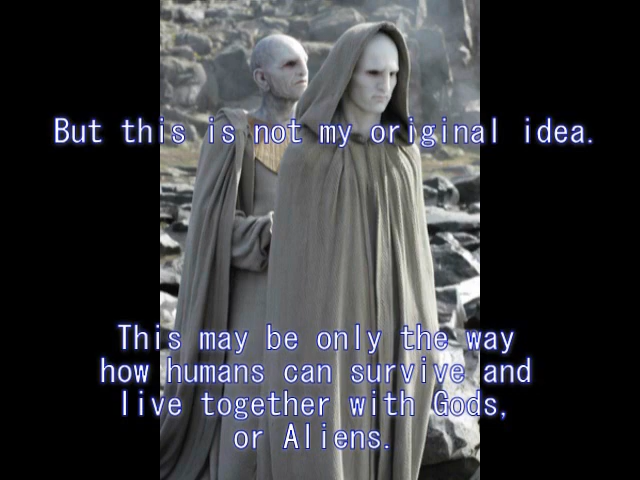 But this is not my original idea.
This may be only the way
how humans can survive and
live together with Gods,
or Aliens.